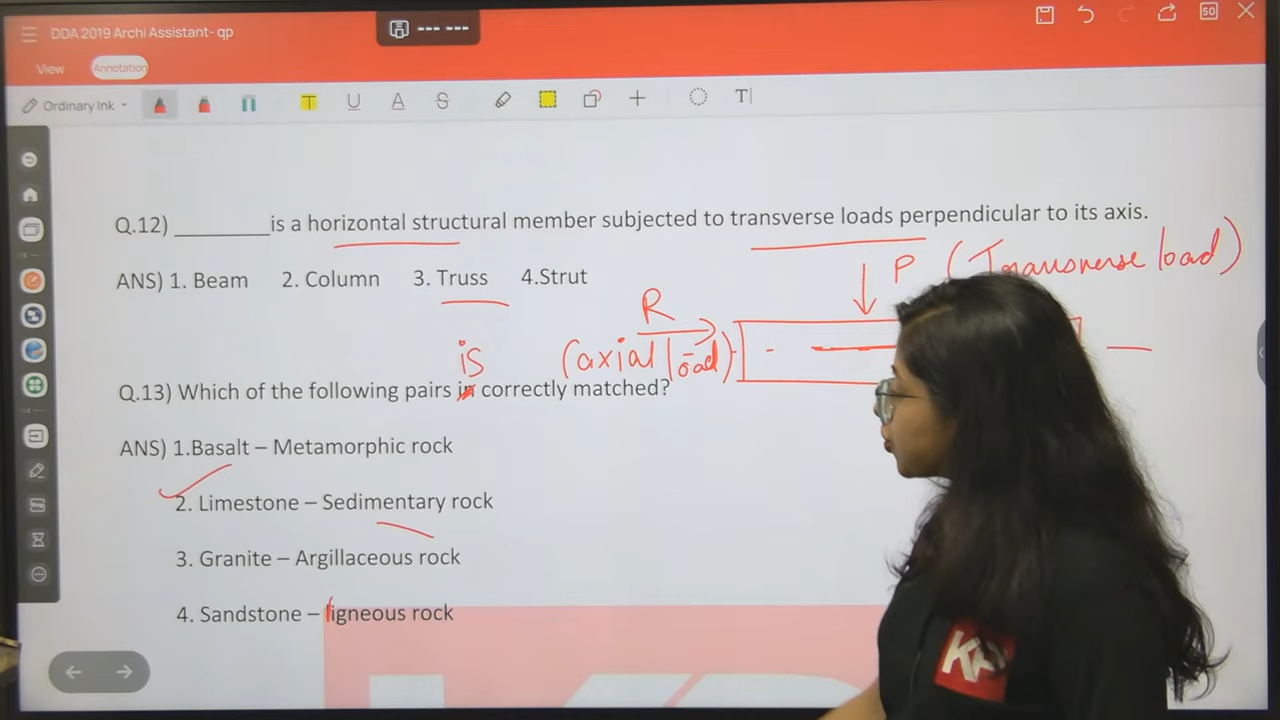 DDA 2019 Archi Assistant- qp
50
View
Annotation
Ordinary Ink
T U A S T
Q.12) ________is a horizontal structural member subjected to transverse loads perpendicular to its axis.
P (Transverse load)
ANS) 1. Beam 2. Column 3. Truss 4.Strut
R
is (axial load)
Q.13) Which of the following pairs in correctly matched?
ANS) 1.Basalt – Metamorphic rock
2. Limestone – Sedimentary rock
3. Granite – Argillaceous rock
4. Sandstone – Iigneous rock